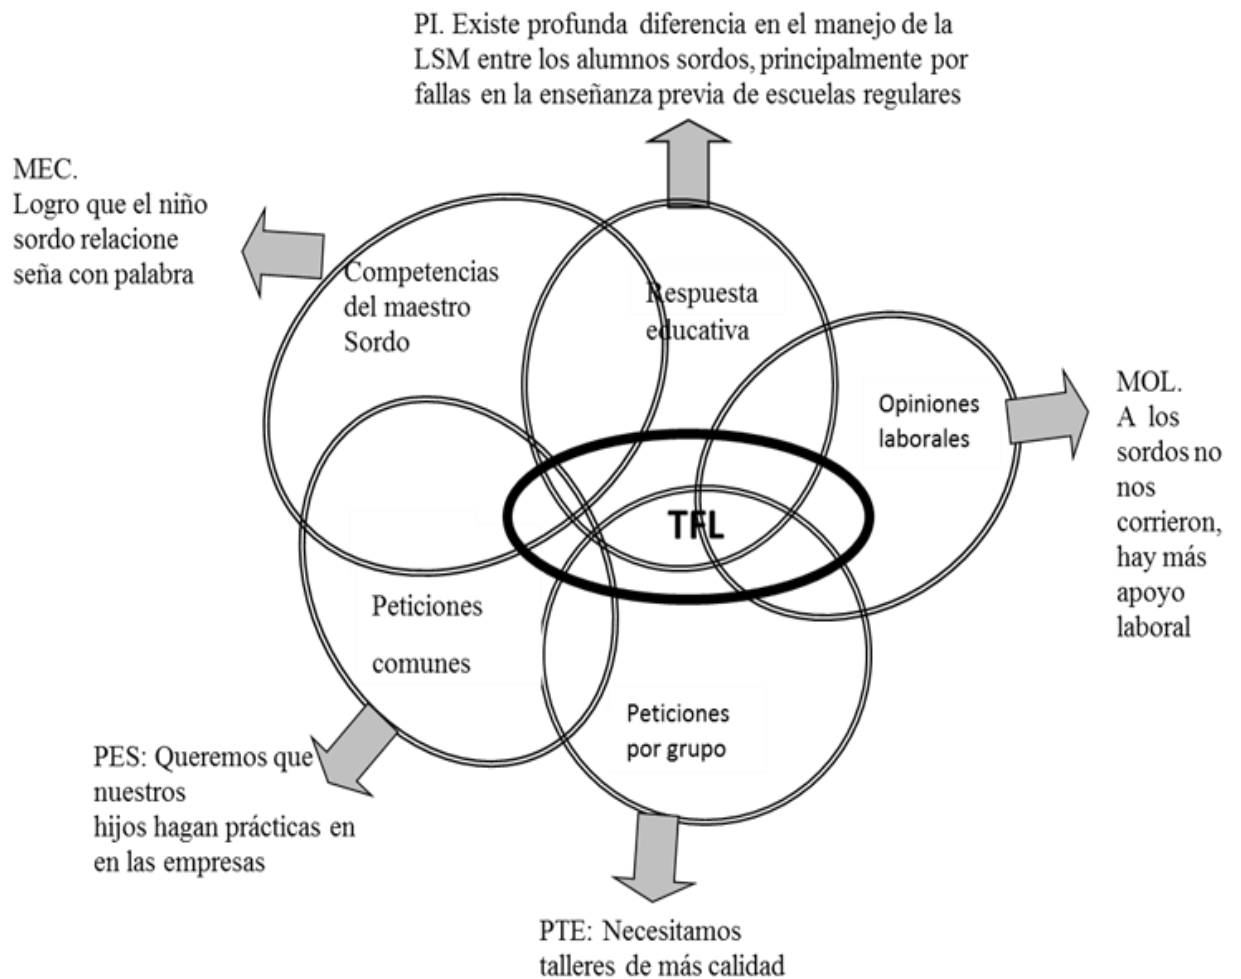 PI. Existe profunda diferencia en el manejo de la
LSM entre los alumnos sordos, principalmente por
fallas en la enseñanza previa de escuelas regulares
MEC.
Logro que el niño
sordo relacione
seña con palabra
Competencias
del maestro
Sordo
Respuesta
educativa
Opiniones
laborales
MOL.
A los
sordos no
nos
corrieron,
hay más
apoyo
laboral
TFL
Peticiones
comunes
Peticiones
por grupo
PES: Queremos que
nuestros
hijos hagan prácticas en
en las empresas
PTE: Necesitamos
talleres de más calidad